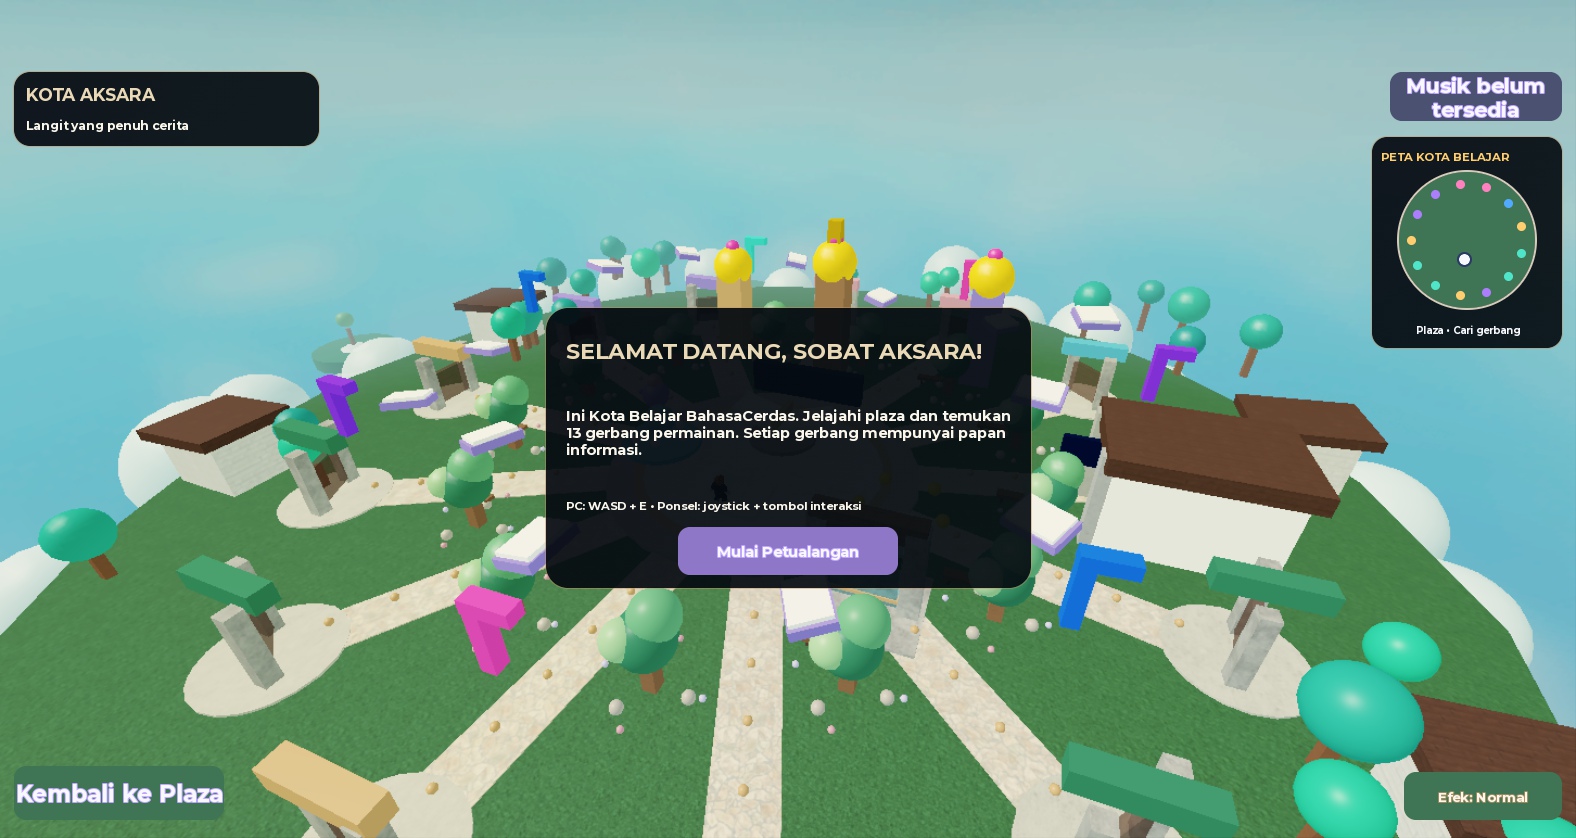 KOTA AKSARA
Langit yang penuh cerita
Musik belum
tersedia
PETA KOTA BELAJAR
Plaza • Cari gerbang
SELAMAT DATANG, SOBAT AKSARA!
Ini Kota Belajar BahasaCerdas. Jelajahi plaza dan temukan
13 gerbang permainan. Setiap gerbang mempunyai papan
informasi.
PC: WASD + E • Ponsel: joystick + tombol interaksi
Mulai Petualangan
Kembali ke Plaza
Efek: Normal